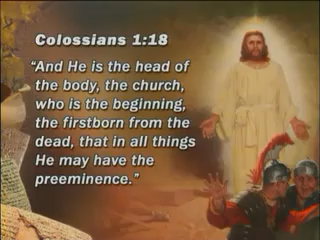 Colossians 1:18
“And He is the head of
the body, the church,
who is the beginning,
the firstborn from the
dead, that in all things
He may have the
preeminence.”